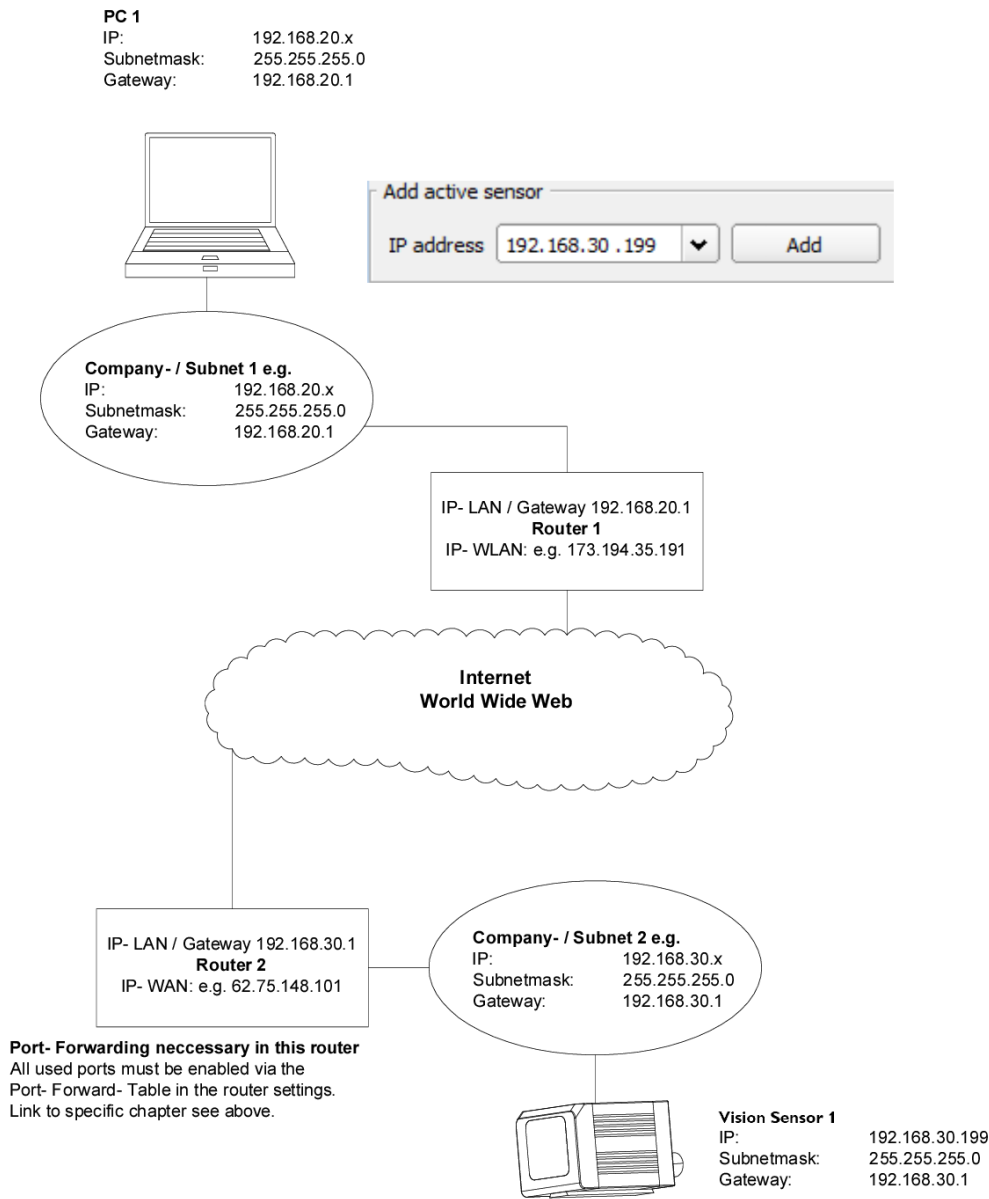 PC 1
IP: 192.168.20.x
Subnetmask: 255.255.255.0
Gateway: 192.168.20.1
Add active sensor
IP address 192.168.30 .199 Add
Company- / Subnet 1 e.g.
IP: 192.168.20.x
Subnetmask: 255.255.255.0
Gateway: 192.168.20.1
IP- LAN / Gateway 192.168.20.1
Router 1
IP- WLAN: e.g. 173.194.35.191
Internet
World Wide Web
IP- LAN / Gateway 192.168.30.1
Router 2
IP- WAN: e.g. 62.75.148.101
Company- / Subnet 2 e.g.
IP: 192.168.30.x
Subnetmask: 255.255.255.0
Gateway: 192.168.30.1
Port- Forwarding neccessary in this router
All used ports must be enabled via the
Port- Forward- Table in the router settings.
Link to specific chapter see above.
Vision Sensor 1
IP: 192.168.30.199
Subnetmask: 255.255.255.0
Gateway: 192.168.30.1